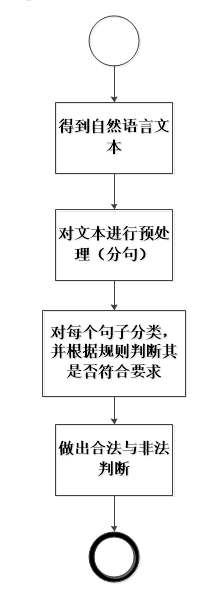 得到自然语言文
本
对文本进行预处
理（分句）
对每个句子分类，
并根据规则判断其
是否符合要求
做出合法与非法
判断